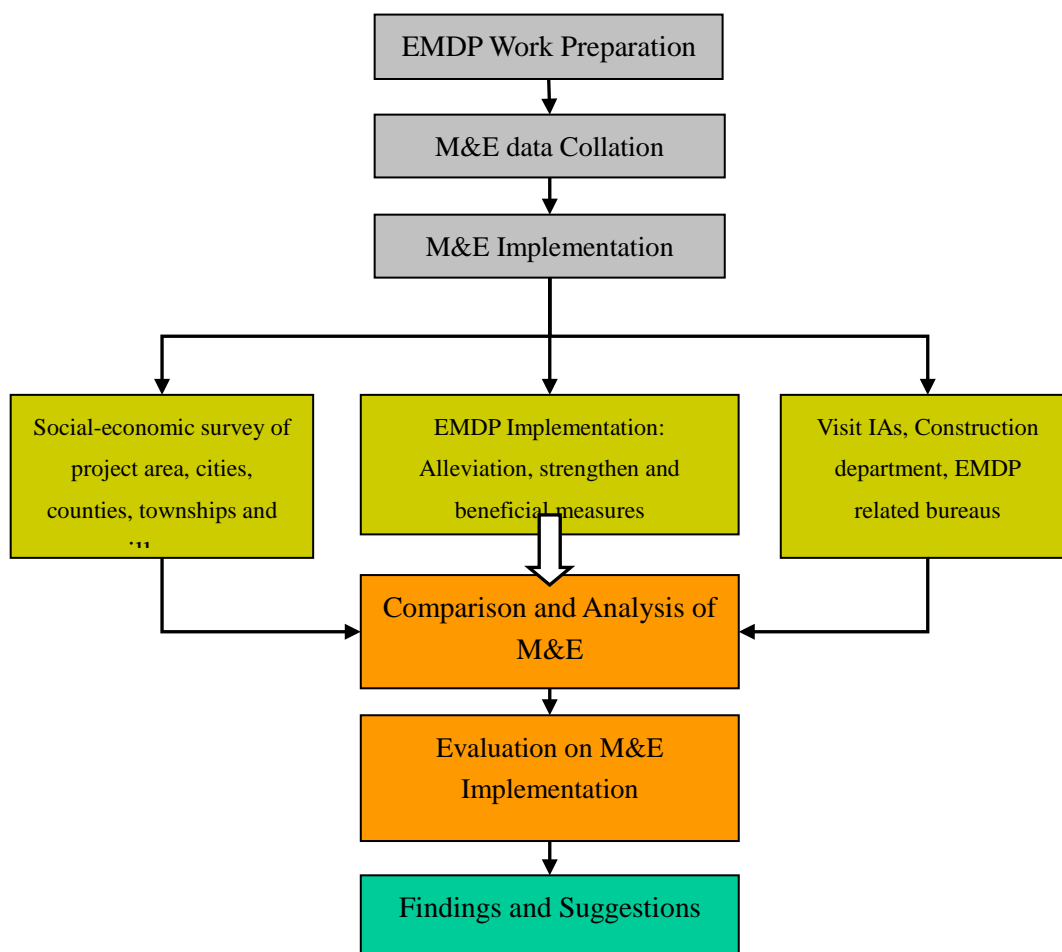 EMDP Work Preparation
M&E data Collation
M&E Implementation
Social-economic survey of
project area, cities,
counties, townships and
EMDP Implementation:
Alleviation, strengthen and
beneficial measures
Visit IAs, Construction
department, EMDP
related bureaus
Comparison and Analysis of
M&E
Evaluation on M&E
Implementation
Findings and Suggestions